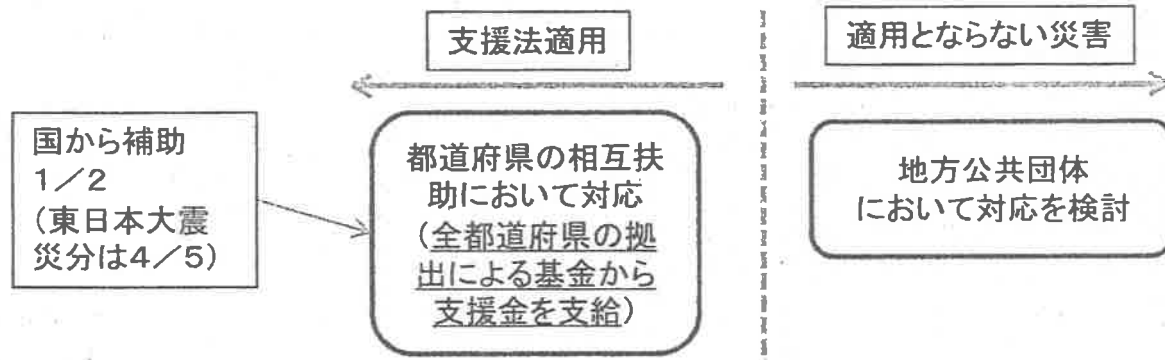 支援法適用
適用とならない災害
国から補助
1／2
(東日本大震
災分は4／5)
都道府県の相互扶
助において対応
(全都道府県の拠
出による基金から
支援金を支給)
地方公共団体
において対応を検討